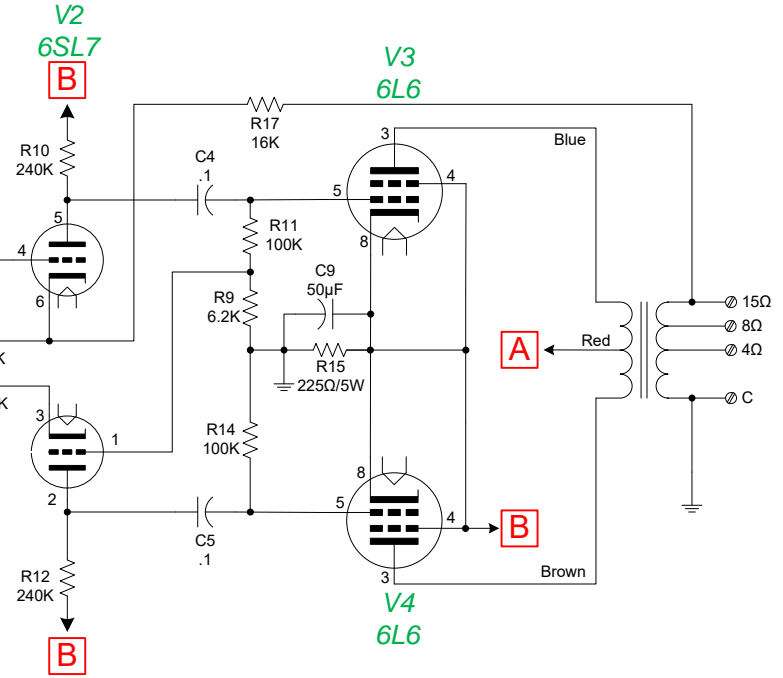 V2
6SL7
B
R10
240K
5
4
6
K
K
3
1
2
R12
240K
B
C4
.1
R17
16K
R11
100K
R9
6.2K
C9
50µF
R15
225Ω/5W
R14
100K
C5
.1
V3
6L6
3
5
4
8
Blue
A
Red
15Ω
8Ω
4Ω
C
8
5
4
3
B
Brown
V4
6L6